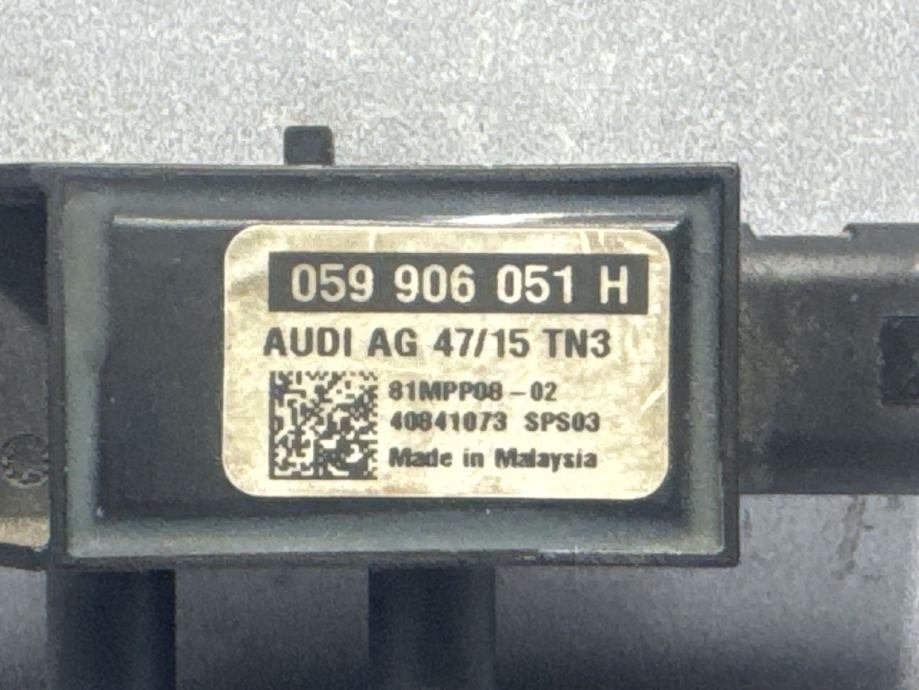 059 906 051 H
AUDI AG 47/15 TN3
81MPP08-02
40841073 SPS03
Made in Malaysia